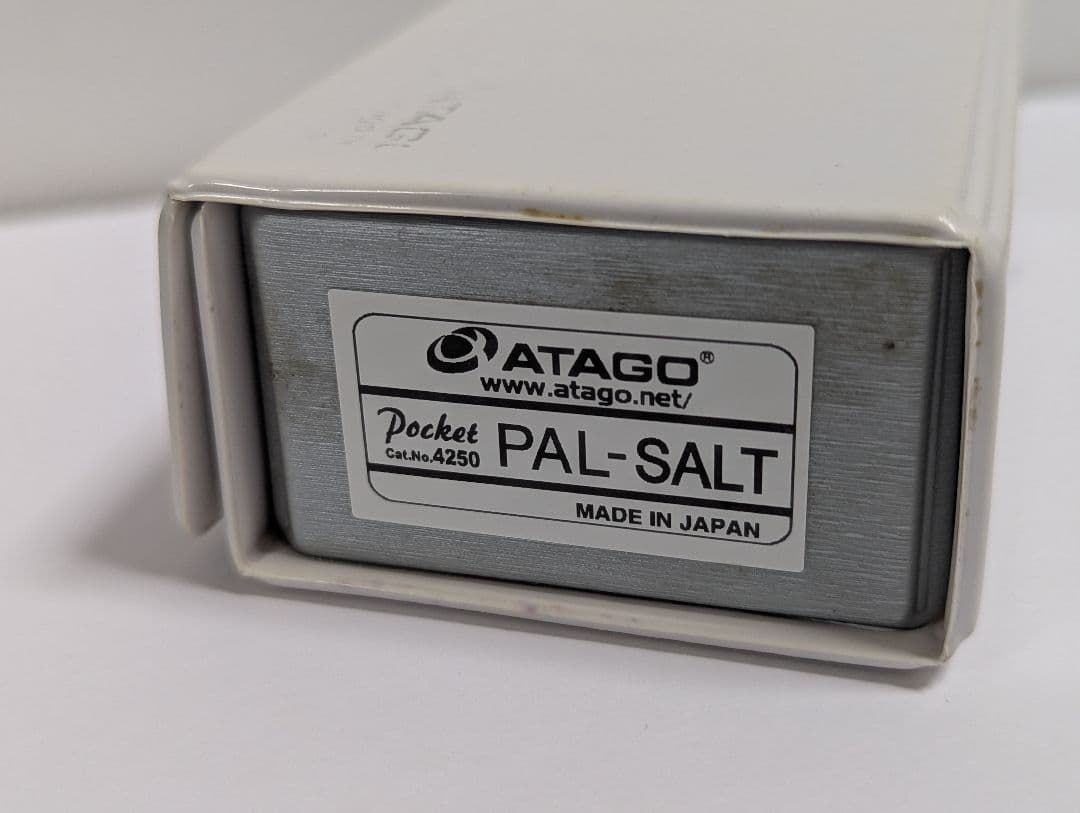 ATAGO®
www.atago.net/
Pocket
Cat.No.4250
PAL-SALT
MADE IN JAPAN